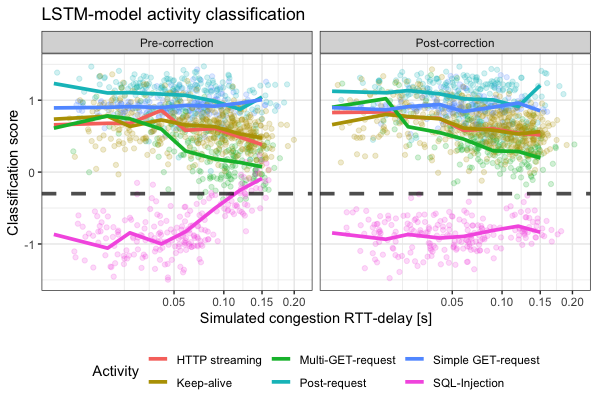 LSTM-model activity classification
Pre-correction
Post-correction
Classification score
1
0
-1
0.05
0.10
0.15
0.20
0.05
0.10
0.15
0.20
Simulated congestion RTT-delay [s]
Activity
HTTP streaming
Multi-GET-request
Simple GET-request
Keep-alive
Post-request
SQL-Injection